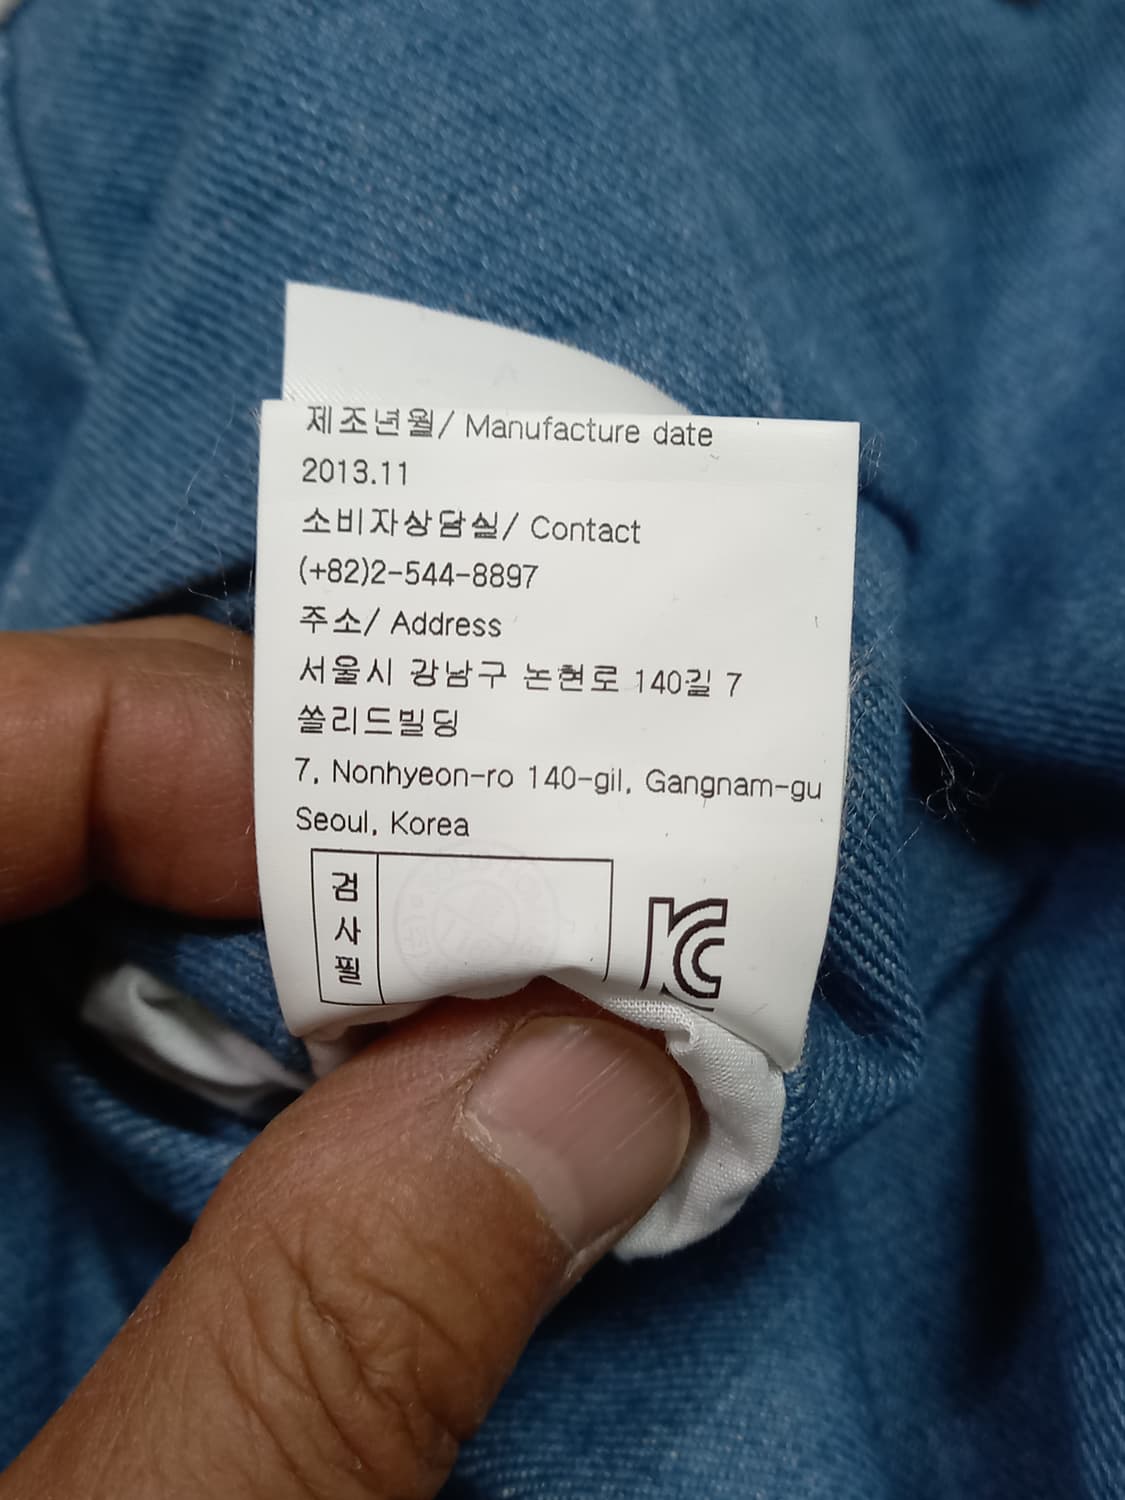 제조년월/ Manufacture date
2013.11
소비자상담실/ Contact
(+82)2-544-8897
주소/ Address
서울시 강남구 논현로 140길 7
쏠리드빌딩
7, Nonhyeon-ro 140-gil, Gangnam-gu
Seoul, Korea
검사필
KC